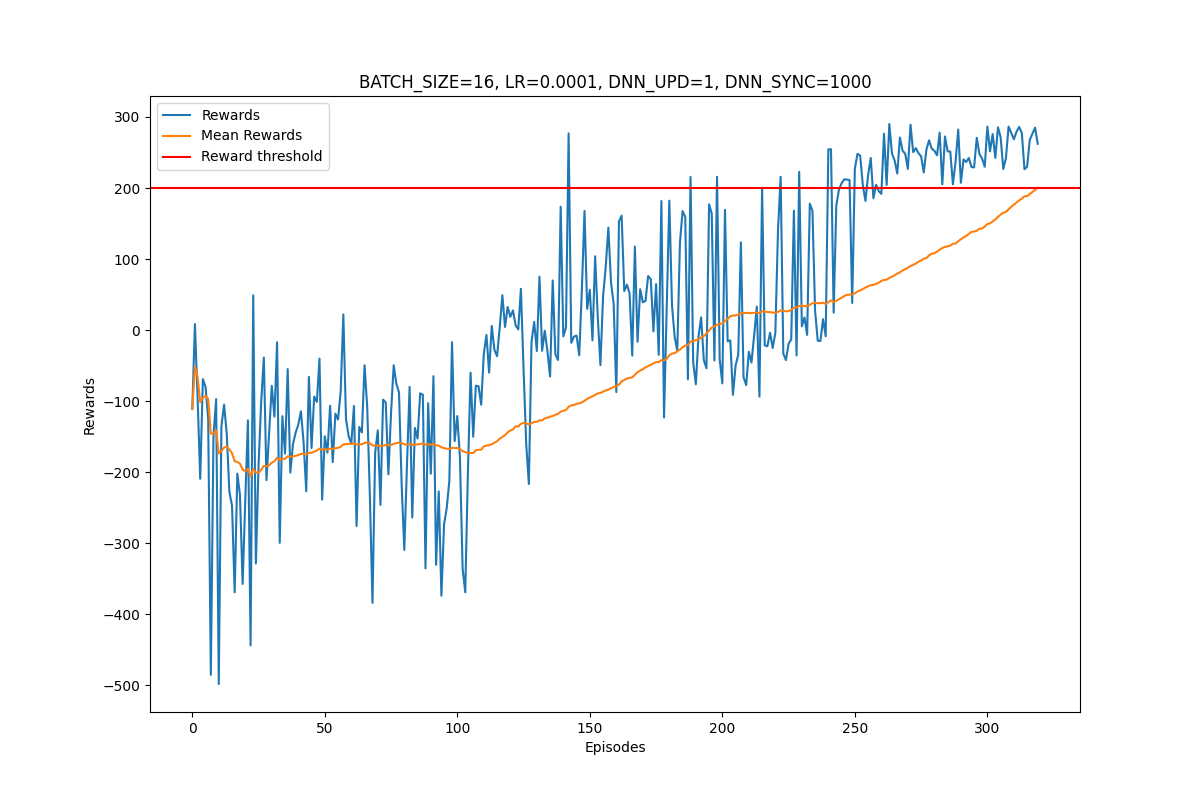 BATCH_SIZE=16, LR=0.0001, DNN_UPD=1, DNN_SYNC=1000
Rewards
Mean Rewards
Reward threshold
300
200
100
0
−100
−200
−300
−400
−500
Rewards
0 50 100 150 200 250 300
Episodes